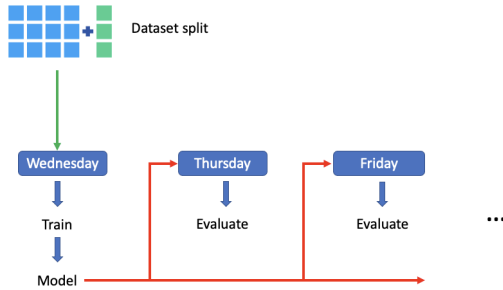 Dataset split
Wednesday
Thursday
Friday
Train
Evaluate
Evaluate
...
Model